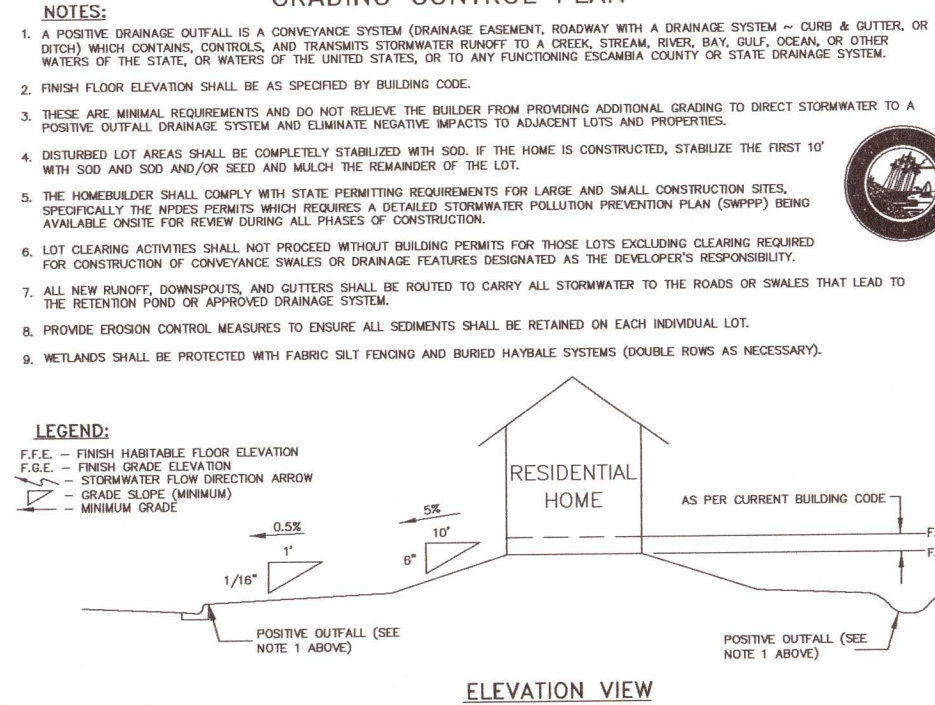 GRADING CONTROL PLAN
NOTES:
1. A POSITIVE DRAINAGE OUTFALL IS A CONVEYANCE SYSTEM (DRAINAGE EASEMENT, ROADWAY WITH A DRAINAGE SYSTEM ~ CURB & GUTTER, OR
DITCH) WHICH CONTAINS, CONTROLS, AND TRANSMITS STORMWATER RUNOFF TO A CREEK, STREAM, RIVER, BAY, GULF, OCEAN, OR OTHER
WATERS OF THE STATE, OR WATERS OF THE UNITED STATES, OR TO ANY FUNCTIONING ESCAMBIA COUNTY OR STATE DRAINAGE SYSTEM.
2. FINISH FLOOR ELEVATION SHALL BE AS SPECIFIED BY BUILDING CODE.
3. THESE ARE MINIMAL REQUIREMENTS AND DO NOT RELIEVE THE BUILDER FROM PROVIDING ADDITIONAL GRADING TO DIRECT STORMWATER TO A
POSITIVE OUTFALL DRAINAGE SYSTEM AND ELIMINATE NEGATIVE IMPACTS TO ADJACENT LOTS AND PROPERTIES.
4. DISTURBED LOT AREAS SHALL BE COMPLETELY STABILIZED WITH SOD. IF THE HOME IS CONSTRUCTED, STABILIZE THE FIRST 10'
WITH SOD AND SOD AND/OR SEED AND MULCH THE REMAINDER OF THE LOT.
5. THE HOMEBUILDER SHALL COMPLY WITH STATE PERMITTING REQUIREMENTS FOR LARGE AND SMALL CONSTRUCTION SITES,
SPECIFICALLY THE NPDES PERMITS WHICH REQUIRES A DETAILED STORMWATER POLLUTION PREVENTION PLAN (SWPPP) BEING
AVAILABLE ONSITE FOR REVIEW DURING ALL PHASES OF CONSTRUCTION.
6. LOT CLEARING ACTIVITIES SHALL NOT PROCEED WITHOUT BUILDING PERMITS FOR THOSE LOTS EXCLUDING CLEARING REQUIRED
FOR CONSTRUCTION OF CONVEYANCE SWALES OR DRAINAGE FEATURES DESIGNATED AS THE DEVELOPER'S RESPONSIBILITY.
7. ALL NEW RUNOFF, DOWNSPOUTS, AND GUTTERS SHALL BE ROUTED TO CARRY ALL STORMWATER TO THE ROADS OR SWALES THAT LEAD TO
THE RETENTION POND OR APPROVED DRAINAGE SYSTEM.
8. PROVIDE EROSION CONTROL MEASURES TO ENSURE ALL SEDIMENTS SHALL BE RETAINED ON EACH INDIVIDUAL LOT.
9. WETLANDS SHALL BE PROTECTED WITH FABRIC SILT FENCING AND BURIED HAYBALE SYSTEMS (DOUBLE ROWS AS NECESSARY).
LEGEND:
F.F.E. – FINISH HABITABLE FLOOR ELEVATION
F.G.E. – FINISH GRADE ELEVATION
– STORMWATER FLOW DIRECTION ARROW
– GRADE SLOPE (MINIMUM)
– MINIMUM GRADE
RESIDENTIAL
HOME
AS PER CURRENT BUILDING CODE
0.5%
1'
1/16"
5%
10'
6"
F.
F.
POSITIVE OUTFALL (SEE
NOTE 1 ABOVE)
POSITIVE OUTFALL (SEE
NOTE 1 ABOVE)
ELEVATION VIEW